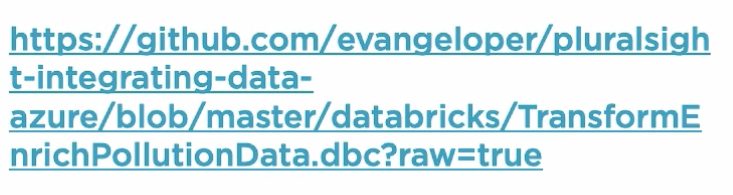 https://github.com/evangeloper/pluralsigh
t-integrating-data-
azure/blob/master/databricks/TransformE
nrichPollutionData.dbc?raw=true